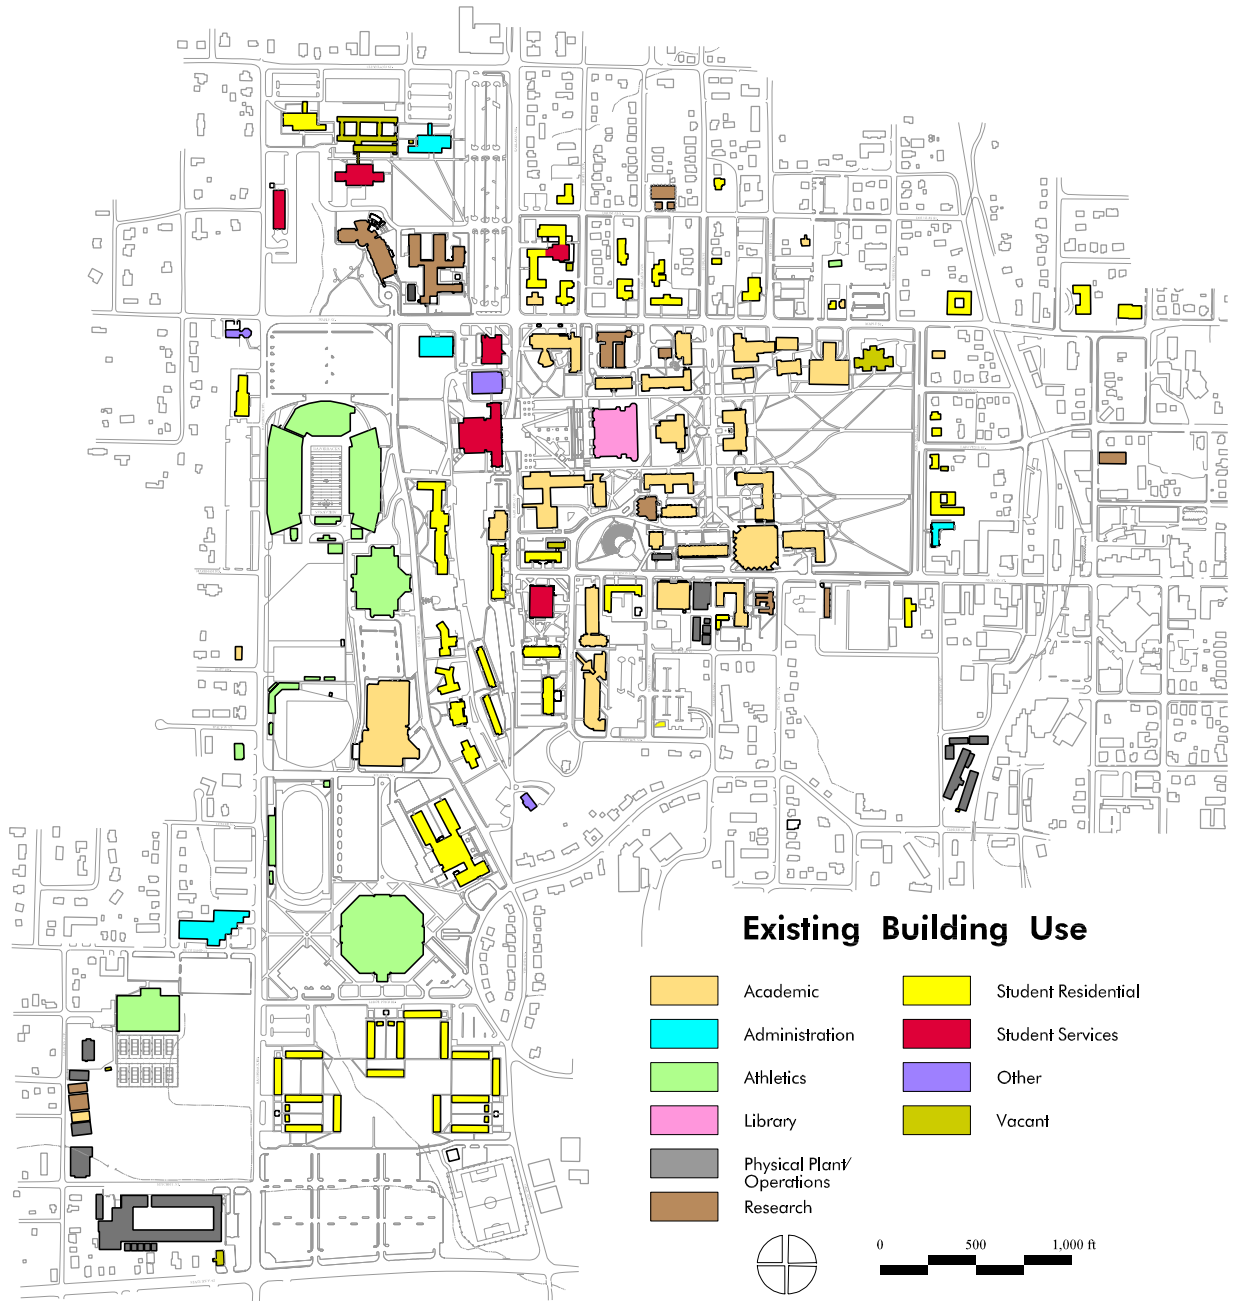 Existing Building Use
Academic
Student Residential
Administration
Student Services
Athletics
Other
Library
Vacant
Physical Plant/
Operations
Research
0 500 1,000 ft